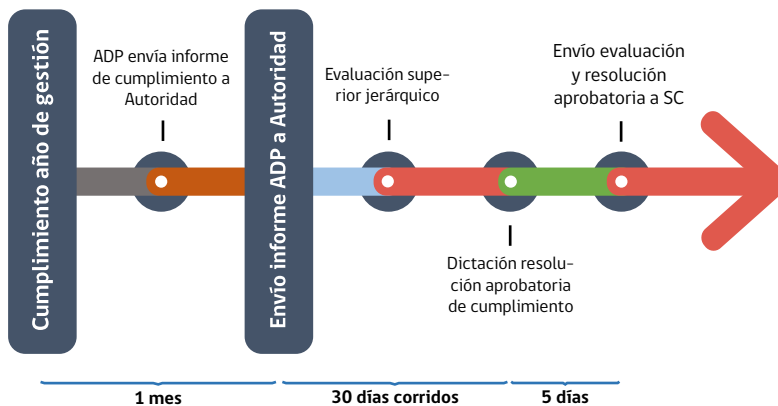 Cumplimiento año de gestión
ADP envía informe
de cumplimiento a
Autoridad
Envío informe ADP a Autoridad
Evaluación supe-
rior jerárquico
Dictación resolu-
ción aprobatoria
de cumplimiento
Envío evaluación
y resolución
aprobatoria a SC
1 mes
30 días corridos
5 días